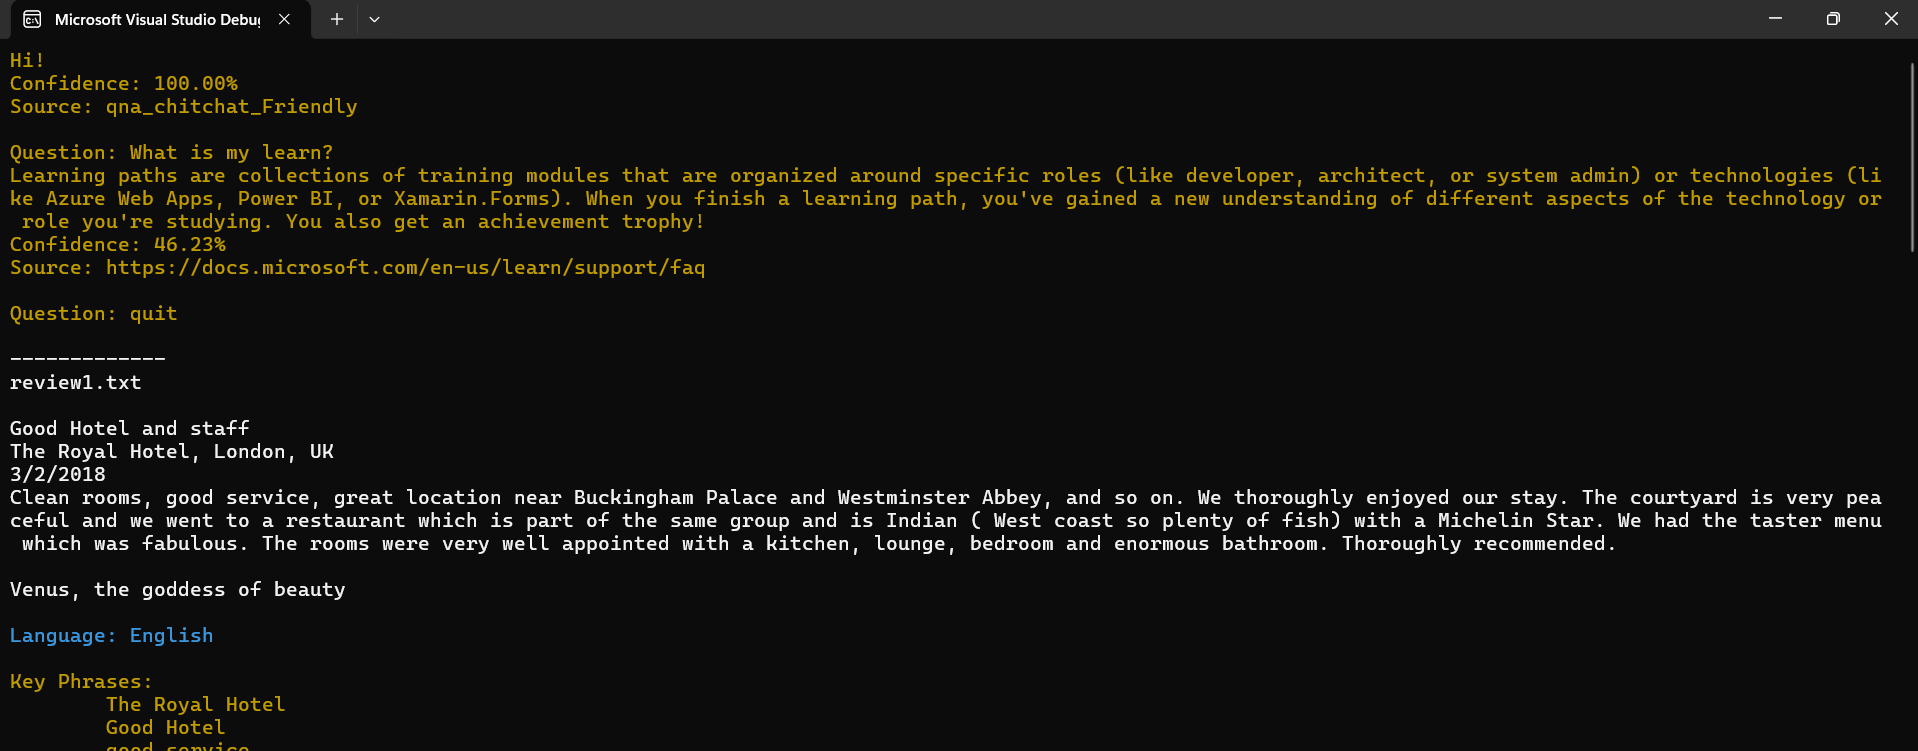 Microsoft Visual Studio Debu
Hi!
Confidence: 100.00%
Source: qna_chitchat_Friendly
Question: What is my learn?
Learning paths are collections of training modules that are organized around specific roles (like developer, architect, or system admin) or technologies (li
ke Azure Web Apps, Power BI, or Xamarin.Forms). When you finish a learning path, you've gained a new understanding of different aspects of the technology or
role you're studying. You also get an achievement trophy!
Confidence: 46.23%
Source: https://docs.microsoft.com/en-us/learn/support/faq
Question: quit
-------------
review1.txt
Good Hotel and staff
The Royal Hotel, London, UK
3/2/2018
Clean rooms, good service, great location near Buckingham Palace and Westminster Abbey, and so on. We thoroughly enjoyed our stay. The courtyard is very pea
ceful and we went to a restaurant which is part of the same group and is Indian ( West coast so plenty of fish) with a Michelin Star. We had the taster menu
which was fabulous. The rooms were very well appointed with a kitchen, lounge, bedroom and enormous bathroom. Thoroughly recommended.
Venus, the goddess of beauty
Language: English
Key Phrases:
The Royal Hotel
Good Hotel
good service